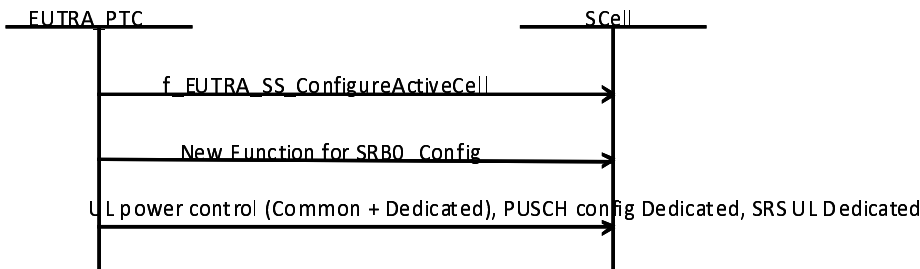 EUTRA_PTC
SCell
f_EUTRA_SS_ConfigureActiveCell
New Function for SRB0_Config
UL power control (Common + Dedicated), PUSCH config Dedicated, SRS UL Dedicated